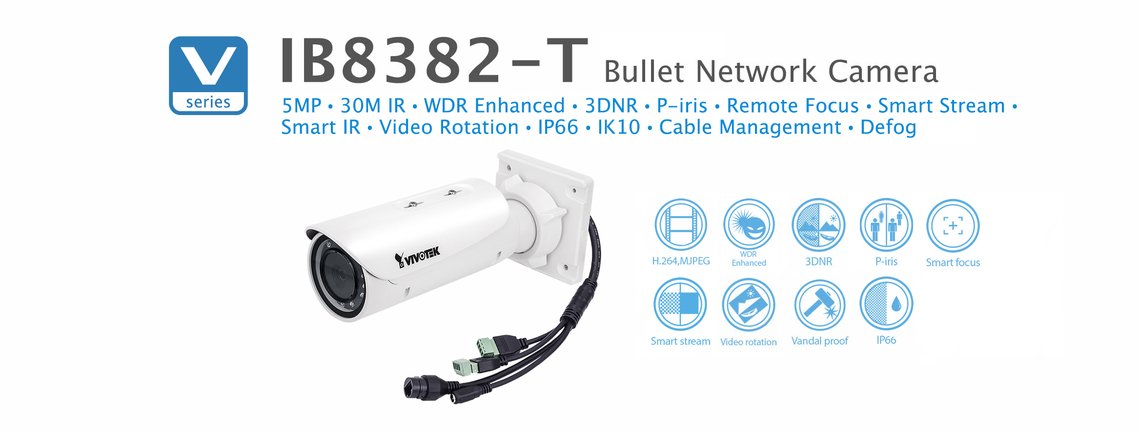 V
series
IB8382-T Bullet Network Camera
5MP • 30M IR • WDR Enhanced • 3DNR • P-iris • Remote Focus • Smart Stream •
Smart IR • Video Rotation • IP66 • IK10 • Cable Management • Defog
VIVOTEK
H.264,MJPEG
WDR
Enhanced
3DNR
P-iris
Smart focus
Smart stream
Video rotation
Vandal proof
IP66